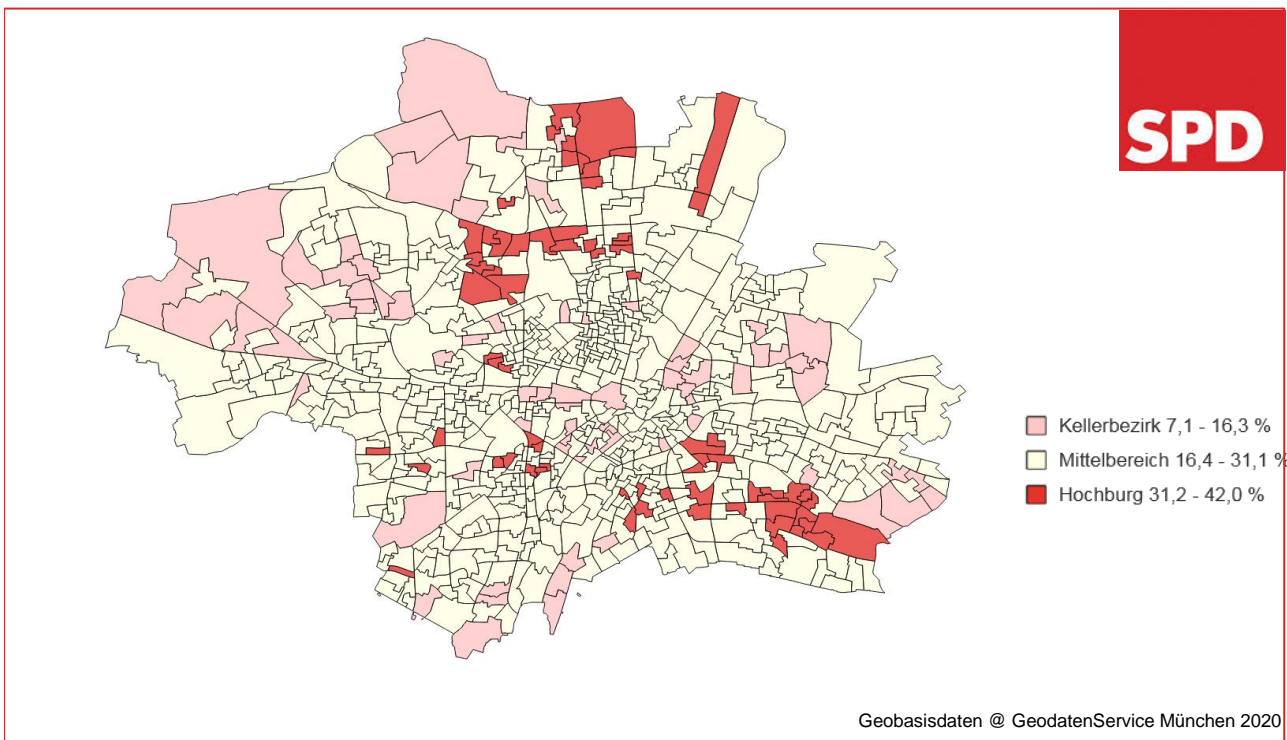 SPD
Kellerbezirk 7,1 - 16,3 %
Mittelbereich 16,4 - 31,1 %
Hochburg 31,2 - 42,0 %
Geobasisdaten @ GeodatenService München 2020